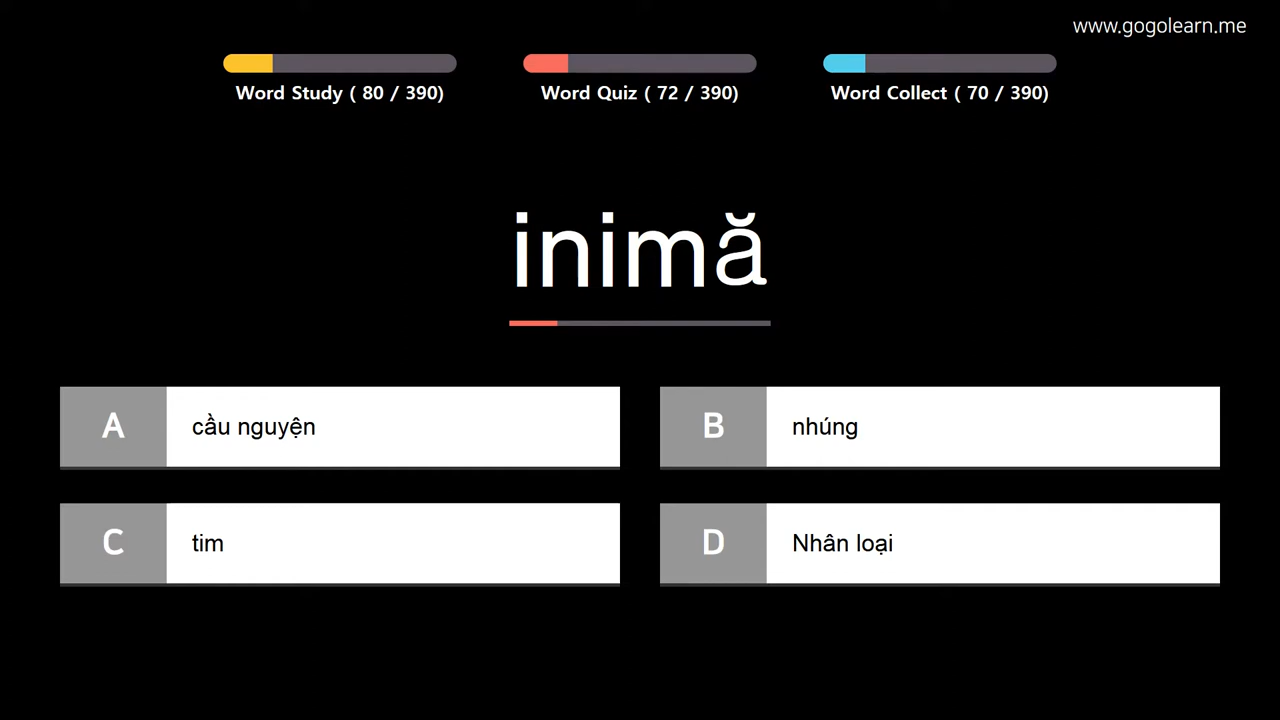 www.gogolearn.me
Word Study ( 80 / 390)
Word Quiz ( 72 / 390)
Word Collect ( 70 / 390)
inimă
A cầu nguyện
B nhúng
C tim
D Nhân loại